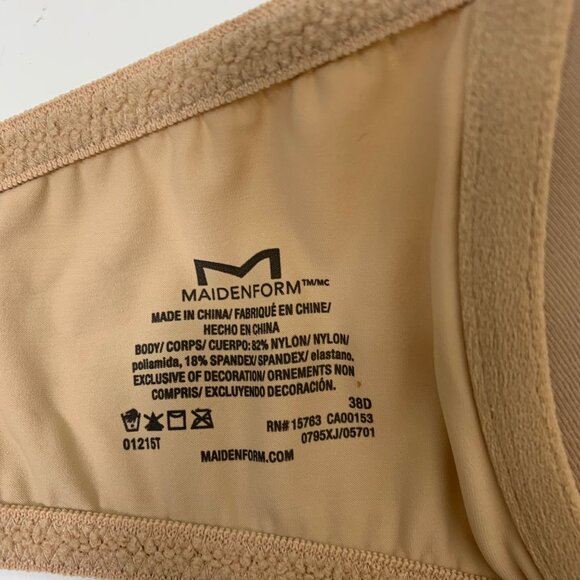 MAIDENFORM™/MC
MADE IN CHINA/ FABRIQUÉ EN CHINE/
HECHO EN CHINA
BODY/ CORPS/ CUERPO: 82% NYLON/ NYLON/
poliamida, 18% SPANDEX/SPANDEX/ elastano.
EXCLUSIVE OF DECORATION/ ORNEMENTS NON
COMPRIS/ EXCLUYENDO DECORACIÓN.
38D
RN# 15763 CA00153
01215T 0795XJ/05701
MAIDENFORM.COM